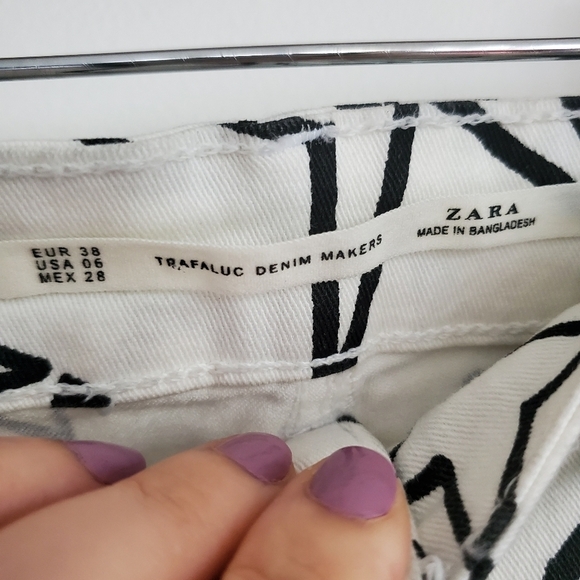 EUR 38
USA 06
MEX 28
TRAFALUC DENIM MAKERS
ZARA
MADE IN BANGLADESH